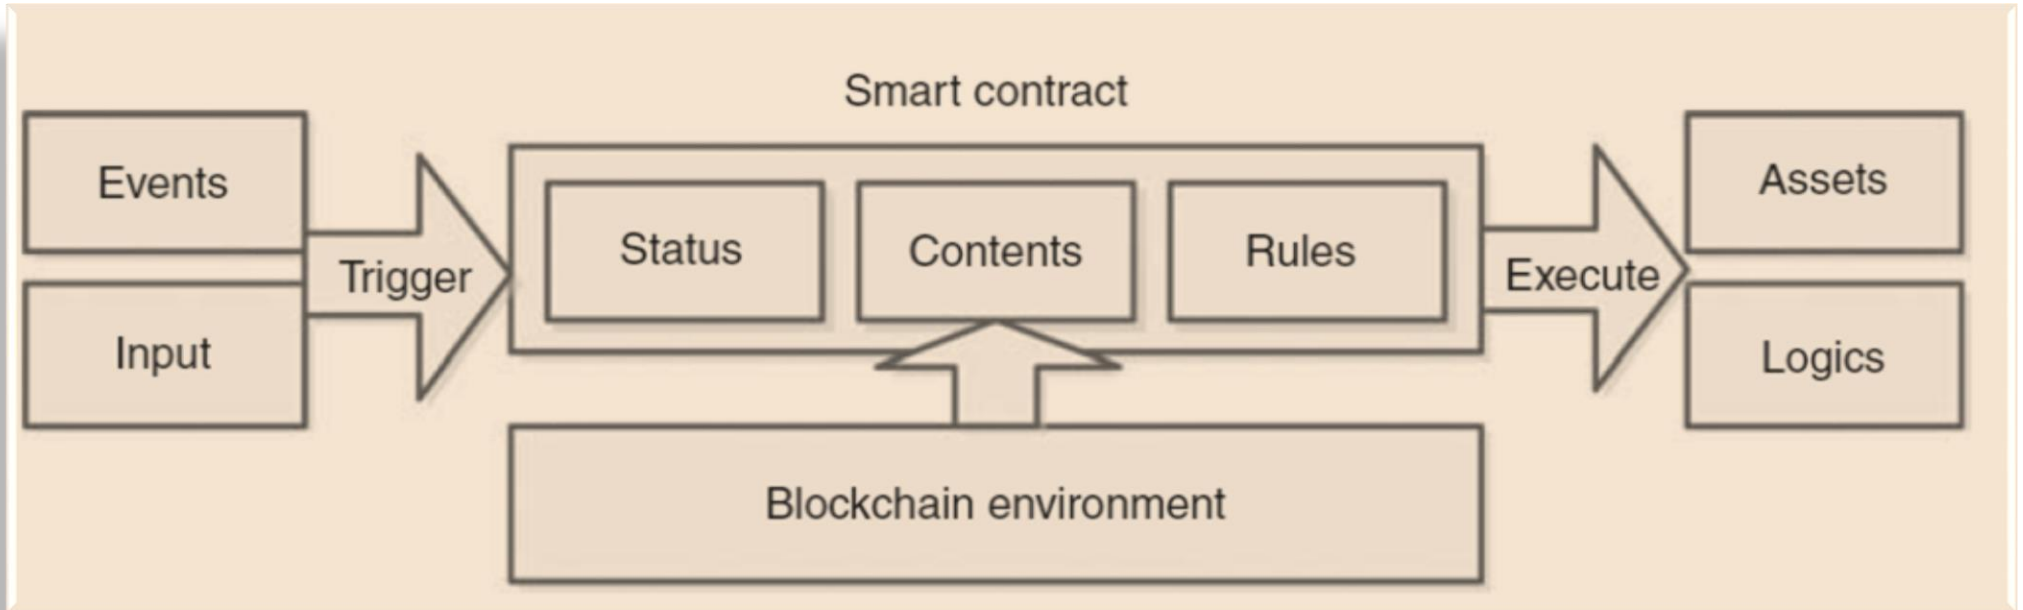 Smart contract
Events
Input
Trigger
Status
Contents
Rules
Execute
Assets
Logics
Blockchain environment